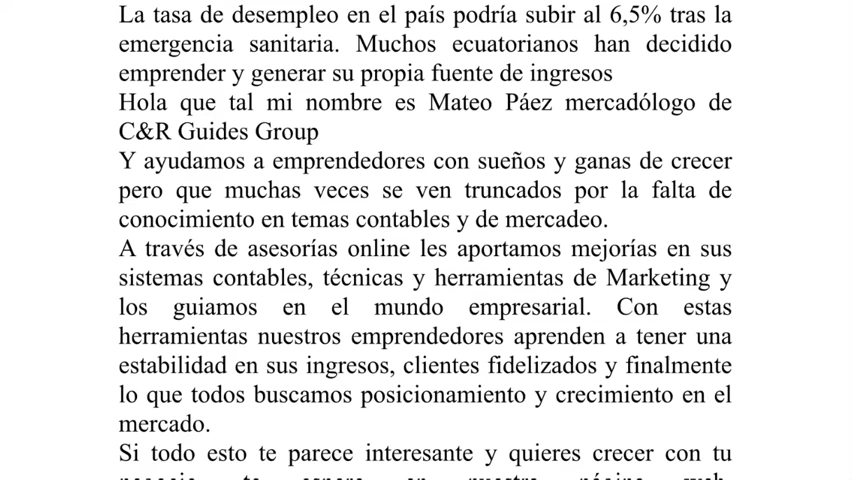 La tasa de desempleo en el país podría subir al 6,5% tras la
emergencia sanitaria. Muchos ecuatorianos han decidido
emprender y generar su propia fuente de ingresos
Hola que tal mi nombre es Mateo Páez mercadólogo de
C&R Guides Group
Y ayudamos a emprendedores con sueños y ganas de crecer
pero que muchas veces se ven truncados por la falta de
conocimiento en temas contables y de mercadeo.
A través de asesorías online les aportamos mejorías en sus
sistemas contables, técnicas y herramientas de Marketing y
los guiamos en el mundo empresarial. Con estas
herramientas nuestros emprendedores aprenden a tener una
estabilidad en sus ingresos, clientes fidelizados y finalmente
lo que todos buscamos posicionamiento y crecimiento en el
mercado.
Si todo esto te parece interesante y quieres crecer con tu